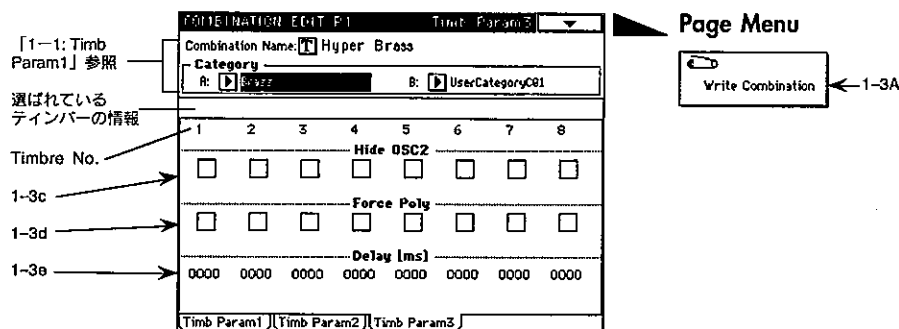 COMBINATION EDIT P1 Timb Param3
Combination Name: T Hyper Brass
Category
A: Brass B: UserCategoryC01
1 2 3 4 5 6 7 8
Hide OSC2
Force Poly
Delay [ms]
0000 0000 0000 0000 0000 0000 0000 0000
Timb Param1 Timb Param2 Timb Param3
「1—1: Timb
Param1」参照
選ばれている
ティンバーの情報
Timbre No.
1-3c
1-3d
1-3e
Page Menu
Write Combination
1-3A